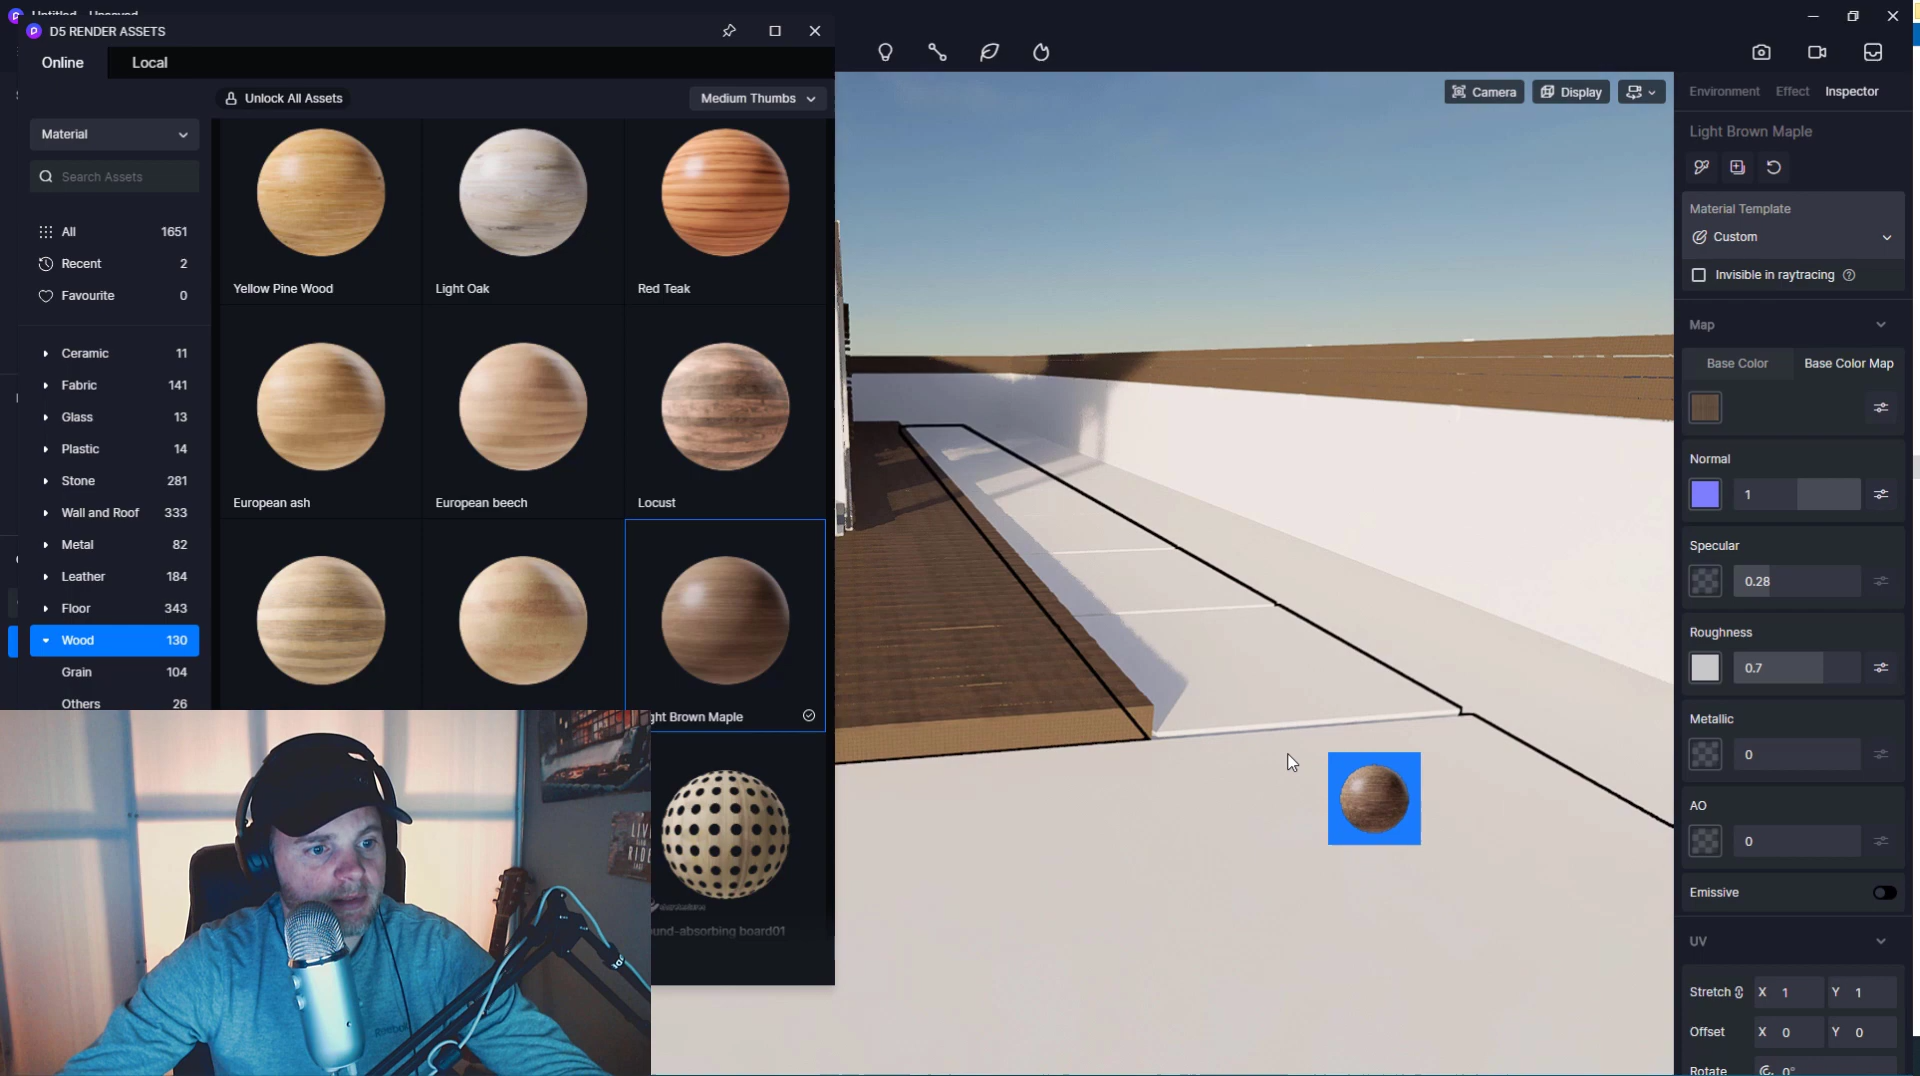 Untitled - Unsaved
D5 RENDER ASSETS
Online
Local
Unlock All Assets
Medium Thumbs
Material
Search Assets
All 1651
Recent 2
Favourite 0
Ceramic 11
Fabric 141
Glass 13
Plastic 14
Stone 281
Wall and Roof 333
Metal 82
Leather 184
Floor 343
Wood 130
Grain 104
Others 26
Yellow Pine Wood
Light Oak
Red Teak
European ash
European beech
Locust
ght Brown Maple
und-absorbing board01
Camera
Display
Environment
Effect
Inspector
Light Brown Maple
Material Template
Custom
Invisible in raytracing
Map
Base Color
Base Color Map
Normal
1
Specular
0.28
Roughness
0.7
Metallic
0
AO
0
Emissive
UV
Stretch X 1 Y 1
Offset X 0 Y 0
Rotate 0°
LIVE
RIDE
Reebok